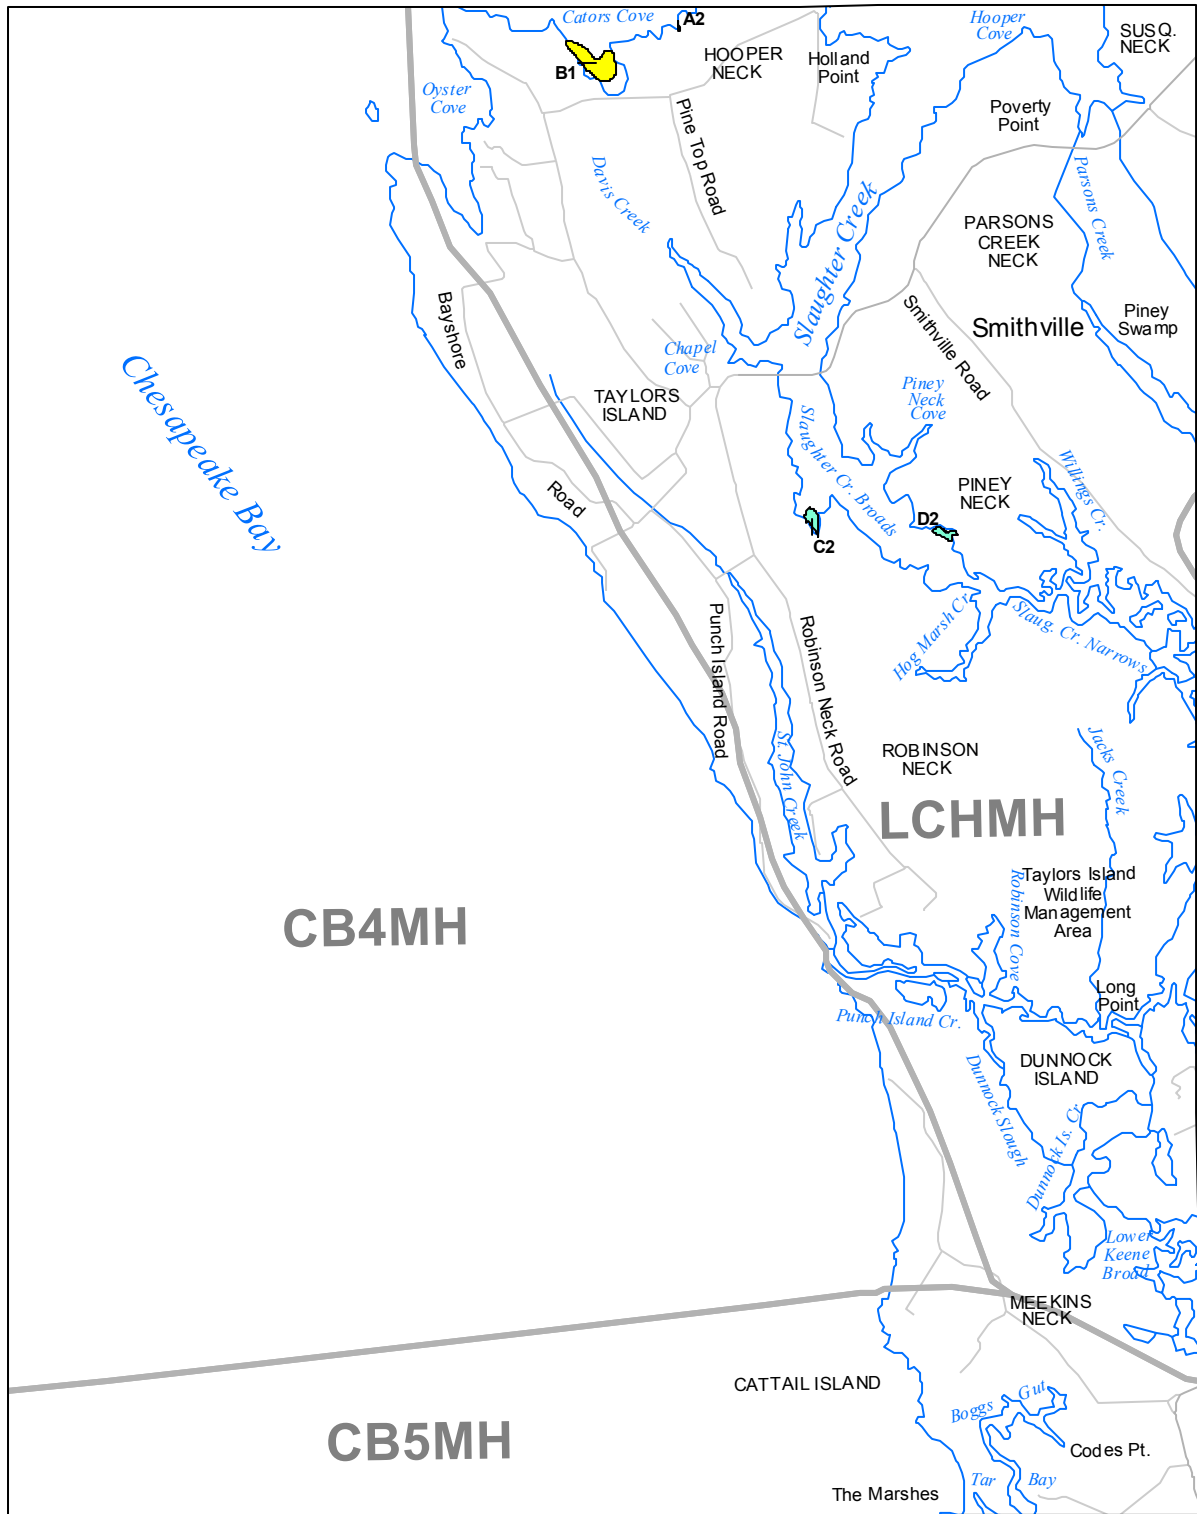 Cators Cove
A2
Hooper
Cove
SUSQ.
NECK
HOOPER
NECK
Holland
Point
B1
Oyster
Cove
Poverty
Point
Pine Top Road
Davis Creek
Parsons Creek
Slaughter Creek
PARSONS
CREEK
NECK
Bayshore
Smithville Road
Smithville
Piney
Swamp
Chapel
Cove
Chesapeake Bay
TAYLORS
ISLAND
Piney
Neck
Cove
Slaughter Cr. Broads
Willings Cr.
PINEY
NECK
Road
D2
C2
Hog Marsh Cr.
Slaug. Cr. Narrows
Punch Island Road
Robinson Neck Road
St. John Creek
ROBINSON
NECK
Jacks Creek
LCHMH
Robinson Cove
Taylors Island
Wildlife
Management
Area
CB4MH
Long
Point
Punch Island Cr.
DUNNOCK
ISLAND
Dunnock Slough
Dunnock Is. Cr.
Lower
Keene
Broad
MEEKINS
NECK
CATTAIL ISLAND
Boggs Gut
CB5MH
Codes Pt.
Tar Bay
The Marshes